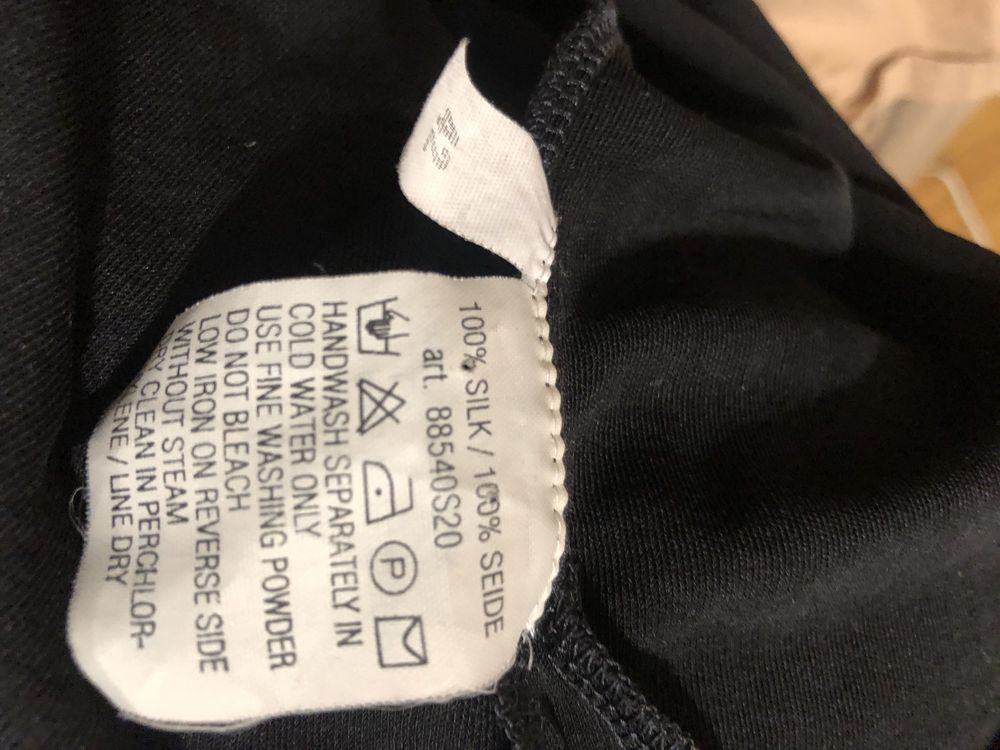 100% SILK / 100% SEIDE
art. 88540S20
P
HANDWASH SEPARATELY IN
COLD WATER ONLY
USE FINE WASHING POWDER
DO NOT BLEACH
LOW IRON ON REVERSE SIDE
WITHOUT STEAM
CLEAN IN PERCHLOR-
/ LINE DRY